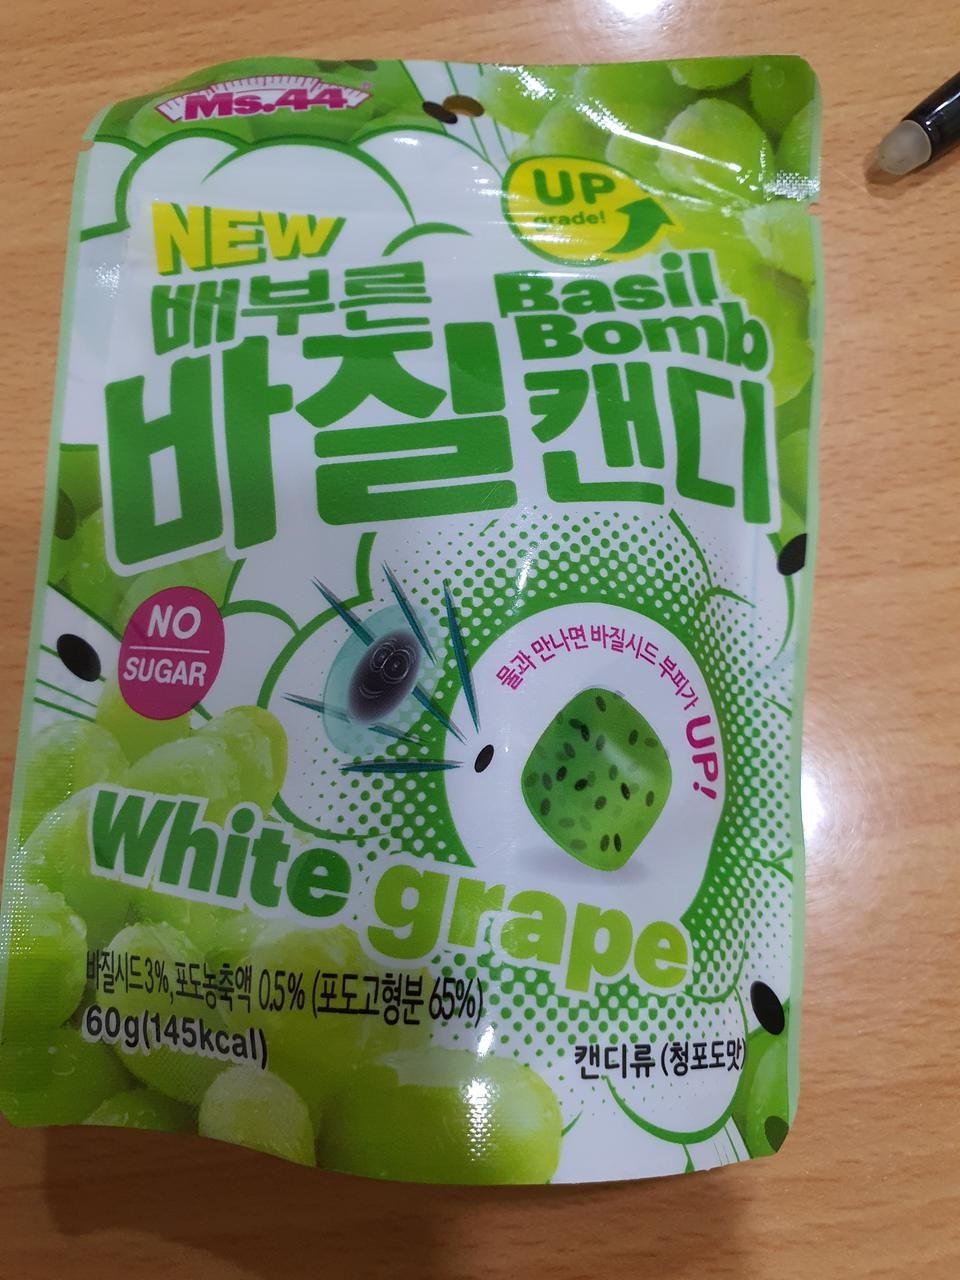 Ms.44
UP
grade!
NEW
배부른
Basil
Bomb
바질 캔디
NO
SUGAR
물과 만나면 바질시드 부피가 UP!
White grape
바질시드3%,포도농축액 0.5% (포도고형분 65%)
60g(145kcal)
캔디류 (청포도맛)